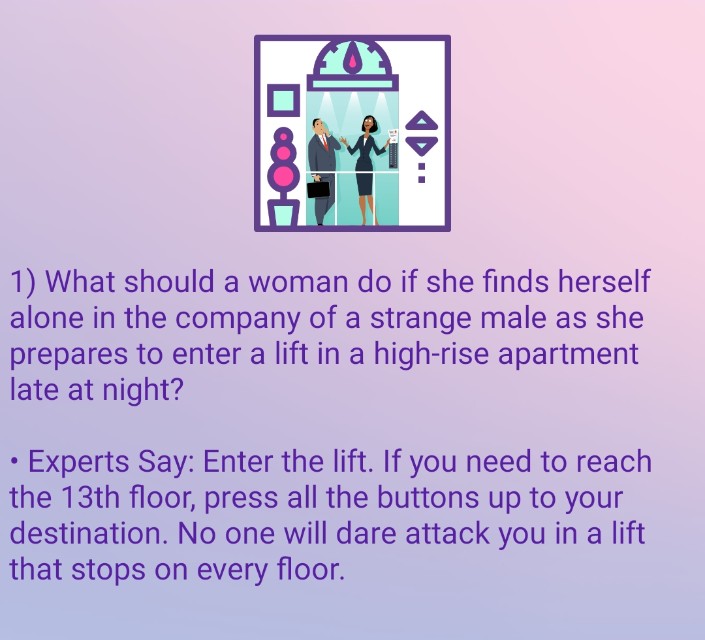 1) What should a woman do if she finds herself
alone in the company of a strange male as she
prepares to enter a lift in a high-rise apartment
late at night?
• Experts Say: Enter the lift. If you need to reach
the 13th floor, press all the buttons up to your
destination. No one will dare attack you in a lift
that stops on every floor.